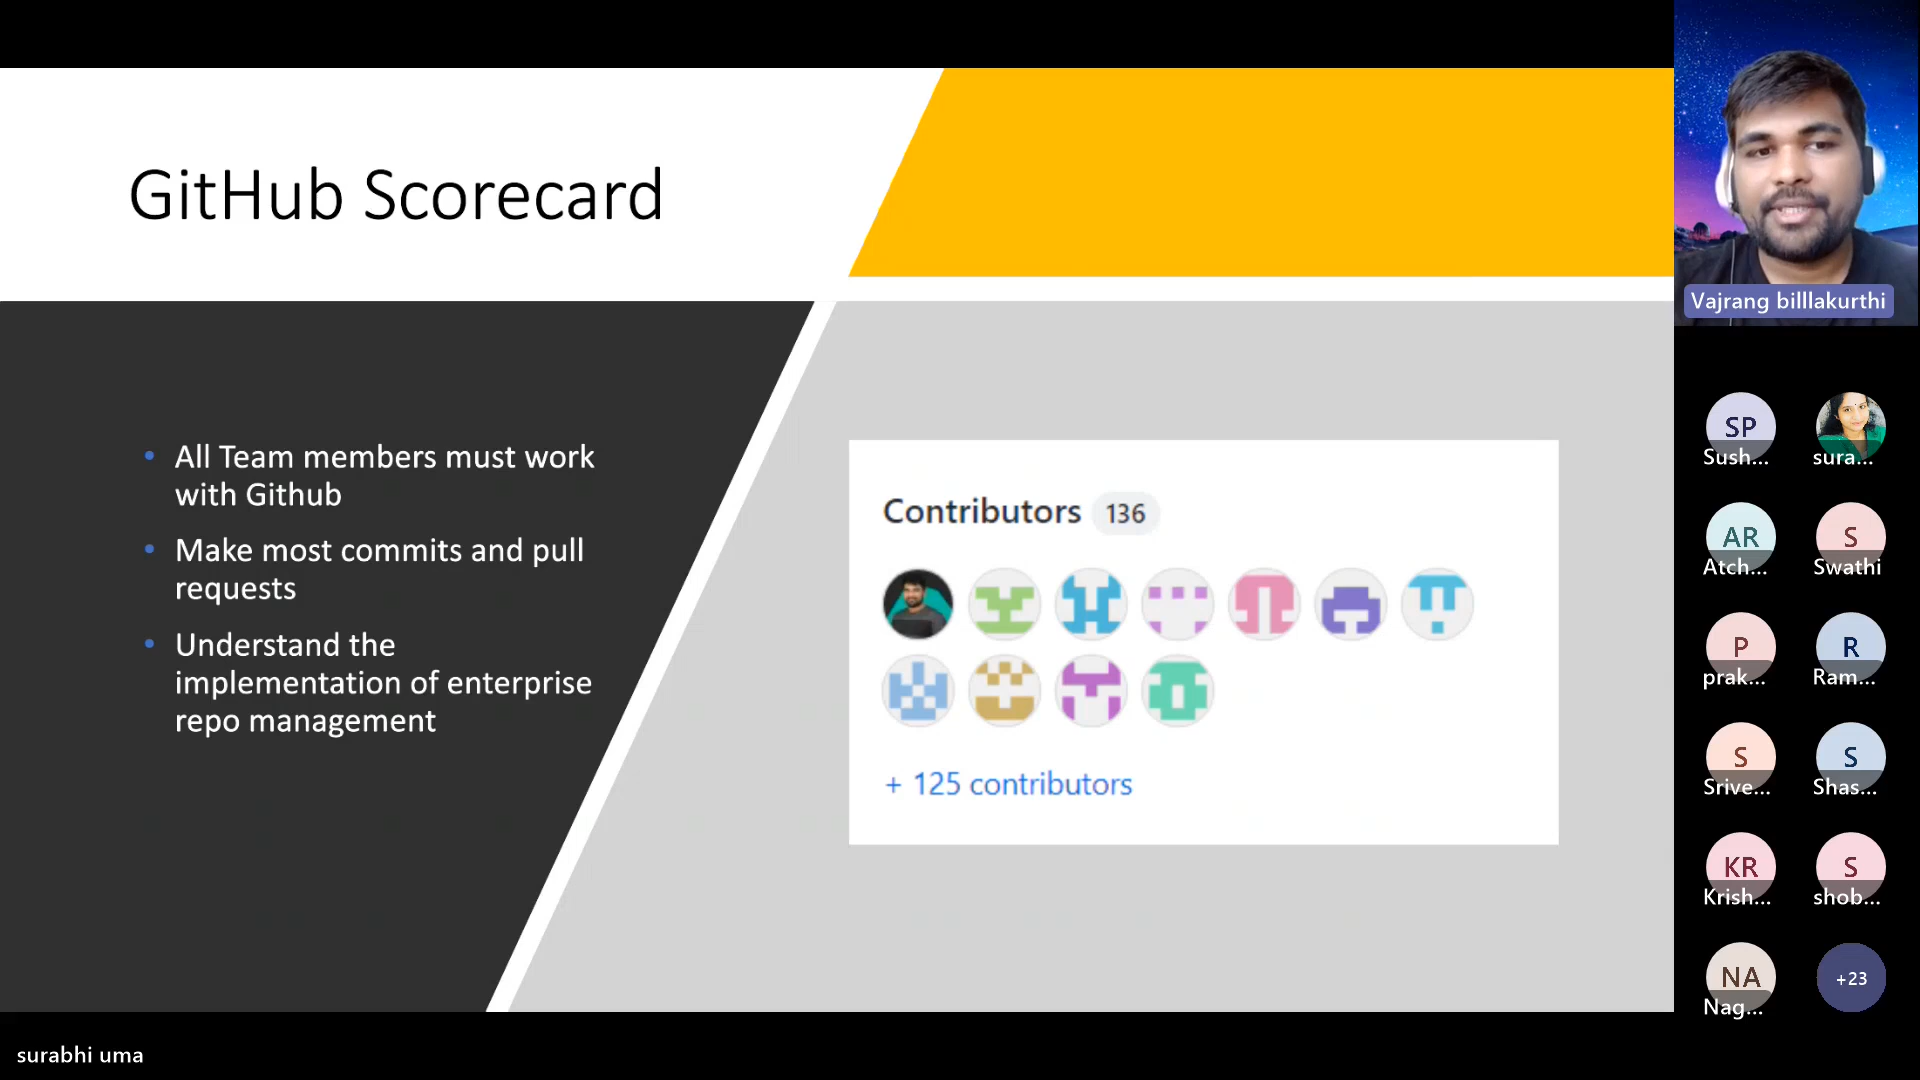 GitHub Scorecard
• All Team members must work
with Github
• Make most commits and pull
requests
• Understand the
implementation of enterprise
repo management
Contributors 136
+ 125 contributors
Vajrang billlakurthi
SP
Sush...
sura...
AR
Atch...
S
Swathi
P
prak...
R
Ram...
S
Srive...
S
Shas...
KR
Krish...
S
shob...
NA
Nag...
+23
surabhi uma